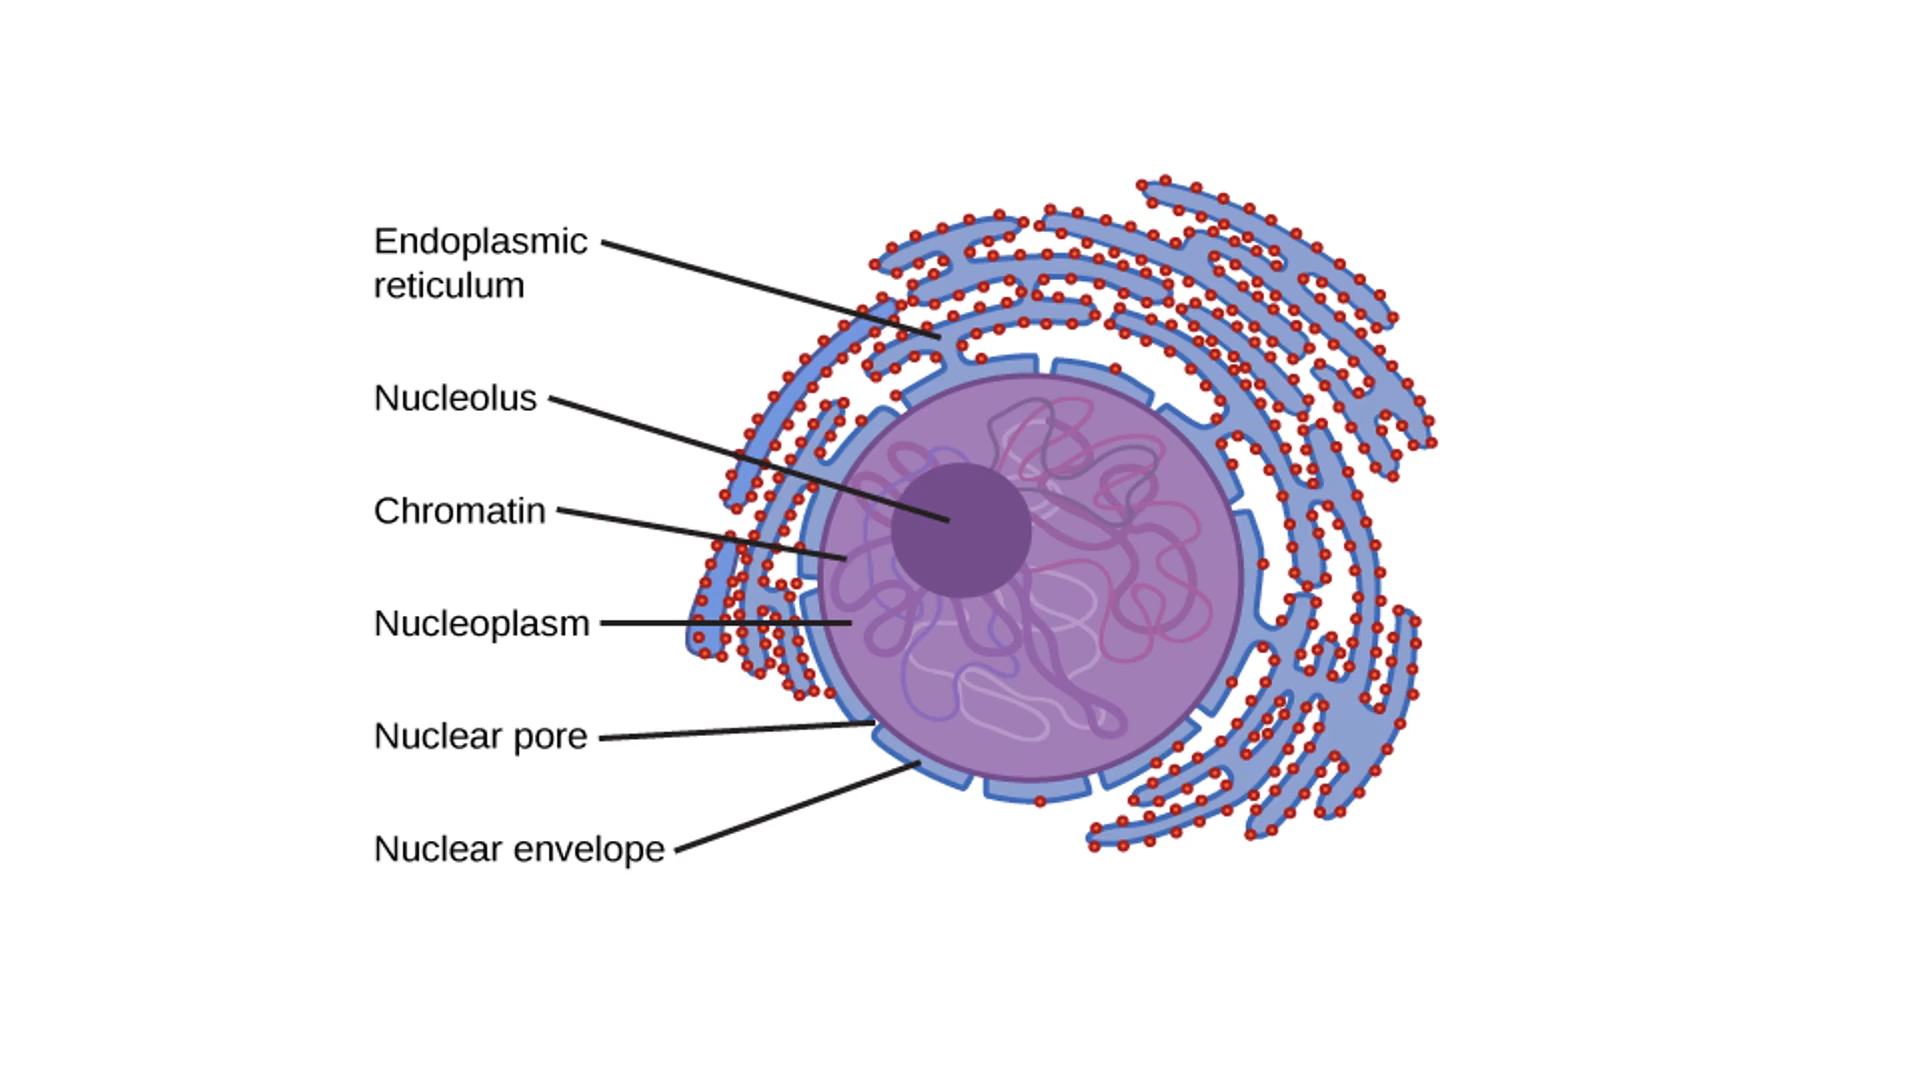 Endoplasmic
reticulum
Nucleolus
Chromatin
Nucleoplasm
Nuclear pore
Nuclear envelope